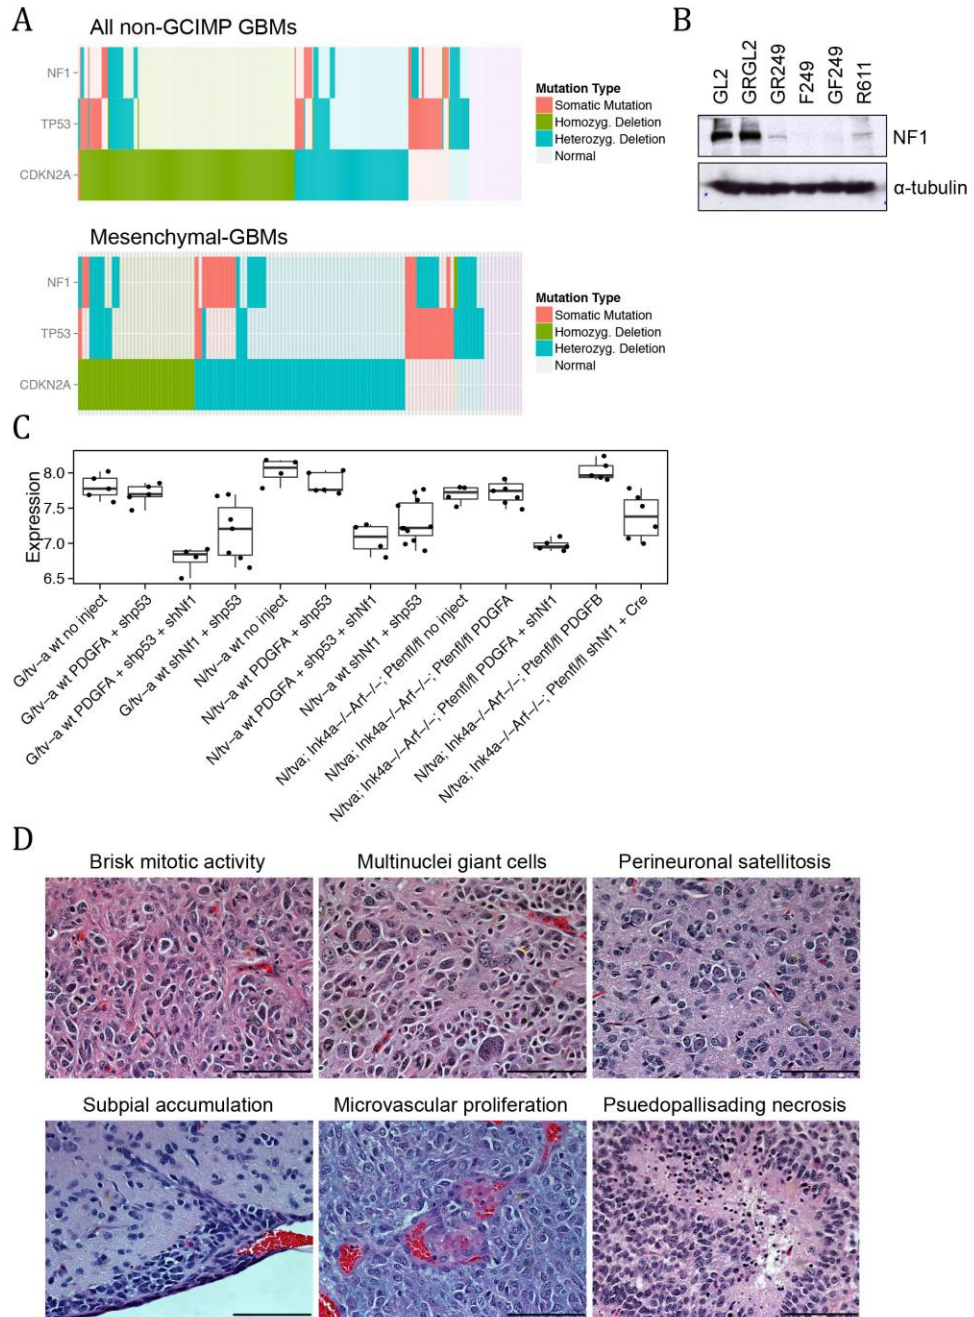 A
All non-GCIMP GBMs
NF1
TP53
CDKN2A
Mutation Type
Somatic Mutation
Homozyg. Deletion
Heterozyg. Deletion
Normal
Mesenchymal-GBMs
NF1
TP53
CDKN2A
Mutation Type
Somatic Mutation
Homozyg. Deletion
Heterozyg. Deletion
Normal
B
GL2
GRGL2
GR249
F249
GF249
R611
NF1
α-tubulin
C
Expression
8.0
7.5
7.0
6.5
G/tv–a wt no inject
G/tv–a wt PDGFA + shp53
G/tv–a wt PDGFA + shp53 + shNf1
G/tv–a wt shNf1 + shp53
N/tv–a wt no inject
N/tv–a wt PDGFA + shp53
N/tv–a wt PDGFA + shp53 + shNf1
N/tv–a wt shNf1 + shp53
N/tva; Ink4a–/–Arf–/–; Ptenfl/fl no inject
N/tva; Ink4a–/–Arf–/–; Ptenfl/fl PDGFA
N/tva; Ink4a–/–Arf–/–; Ptenfl/fl PDGFA + shNf1
N/tva; Ink4a–/–Arf–/–; Ptenfl/fl PDGFB
N/tva; Ink4a–/–Arf–/–; Ptenfl/fl shNf1 + Cre
D
Brisk mitotic activity
Multinuclei giant cells
Perineuronal satellitosis
Subpial accumulation
Microvascular proliferation
Psuedopallisading necrosis